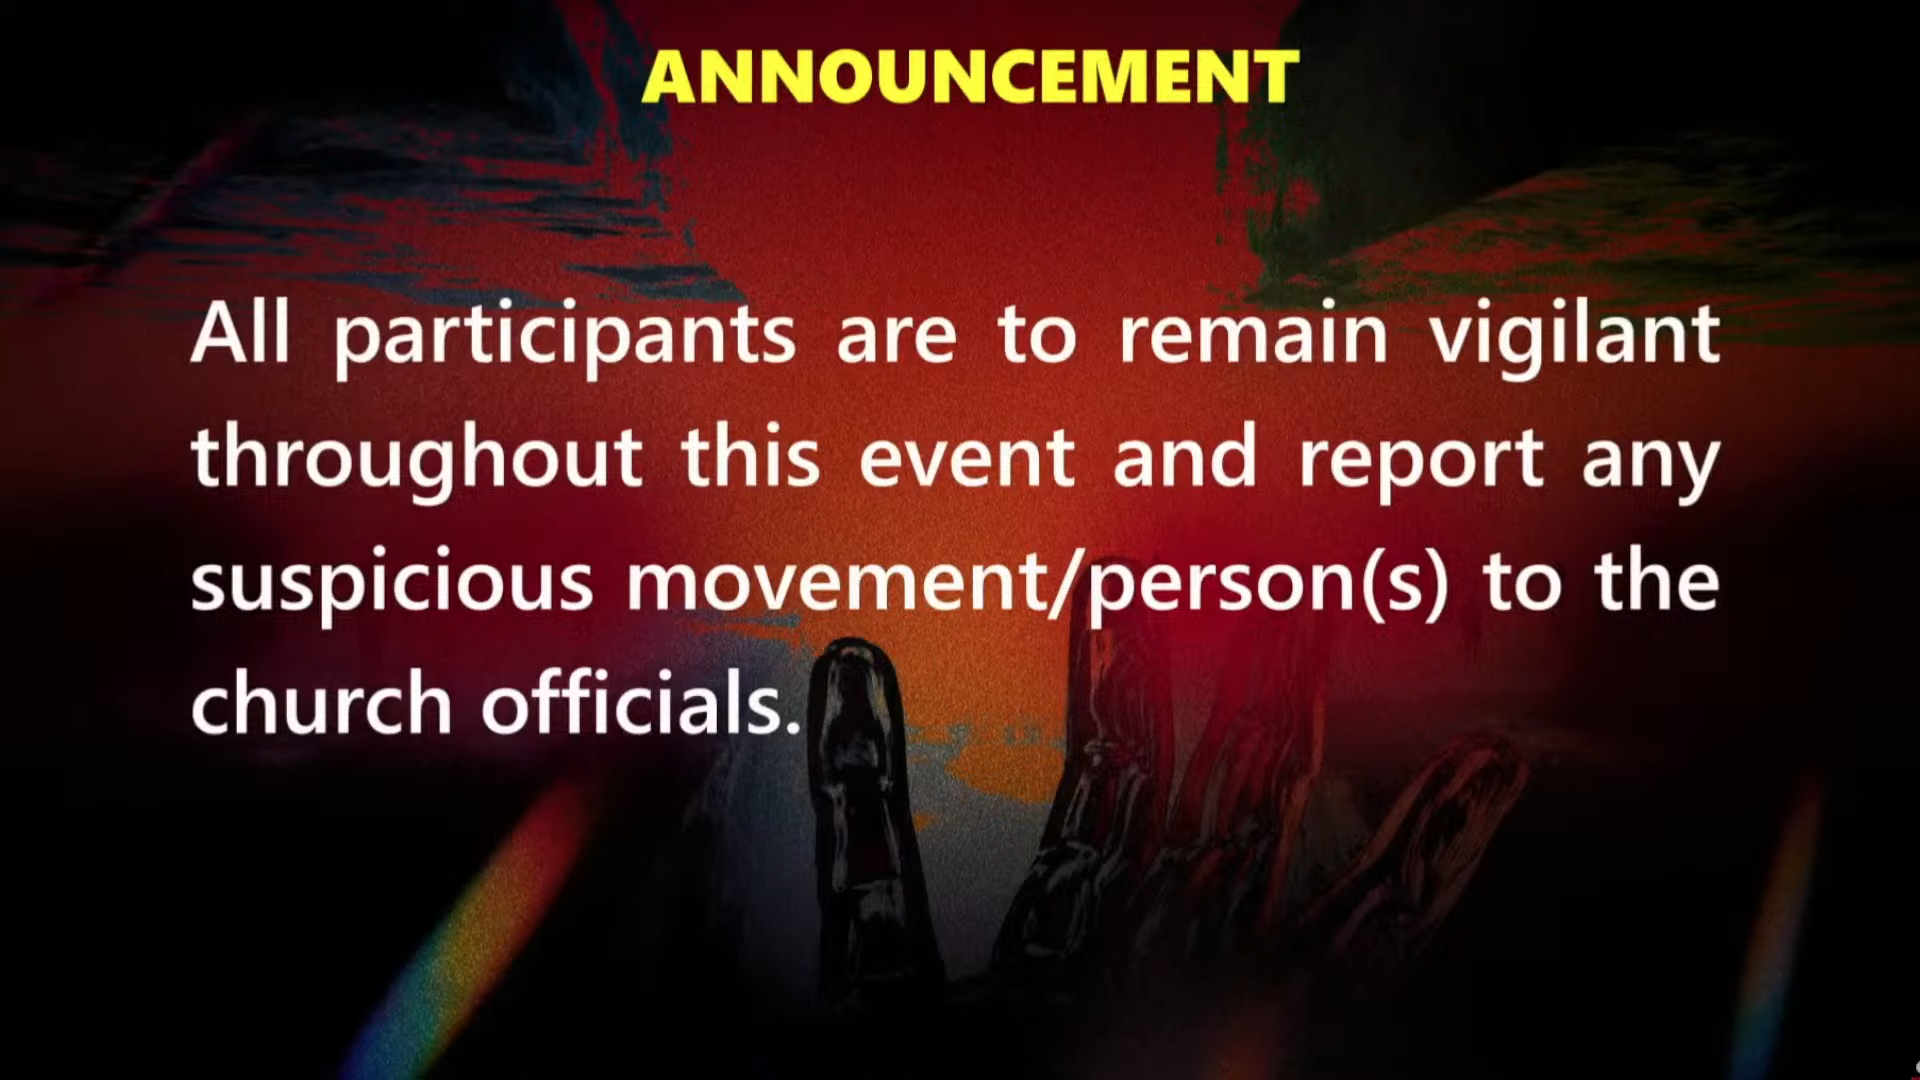 ANNOUNCEMENT
All participants are to remain vigilant
throughout this event and report any
suspicious movement/person(s) to the
church officials.